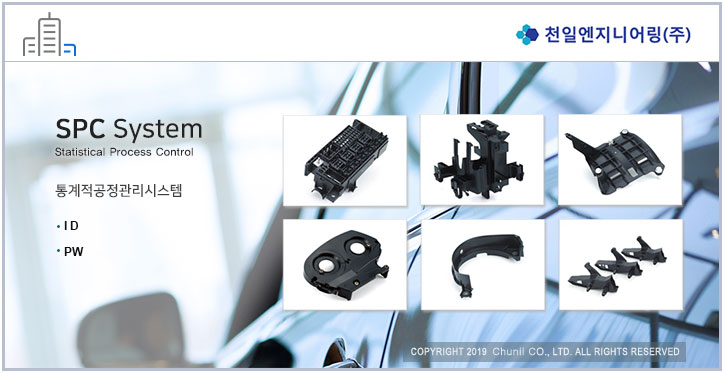 천일엔지니어링(주)
SPC System
Statistical Process Control
통계적공정관리시스템
• ID
• PW
COPYRIGHT 2019 Chunil CO., LTD. ALL RIGHTS RESERVED